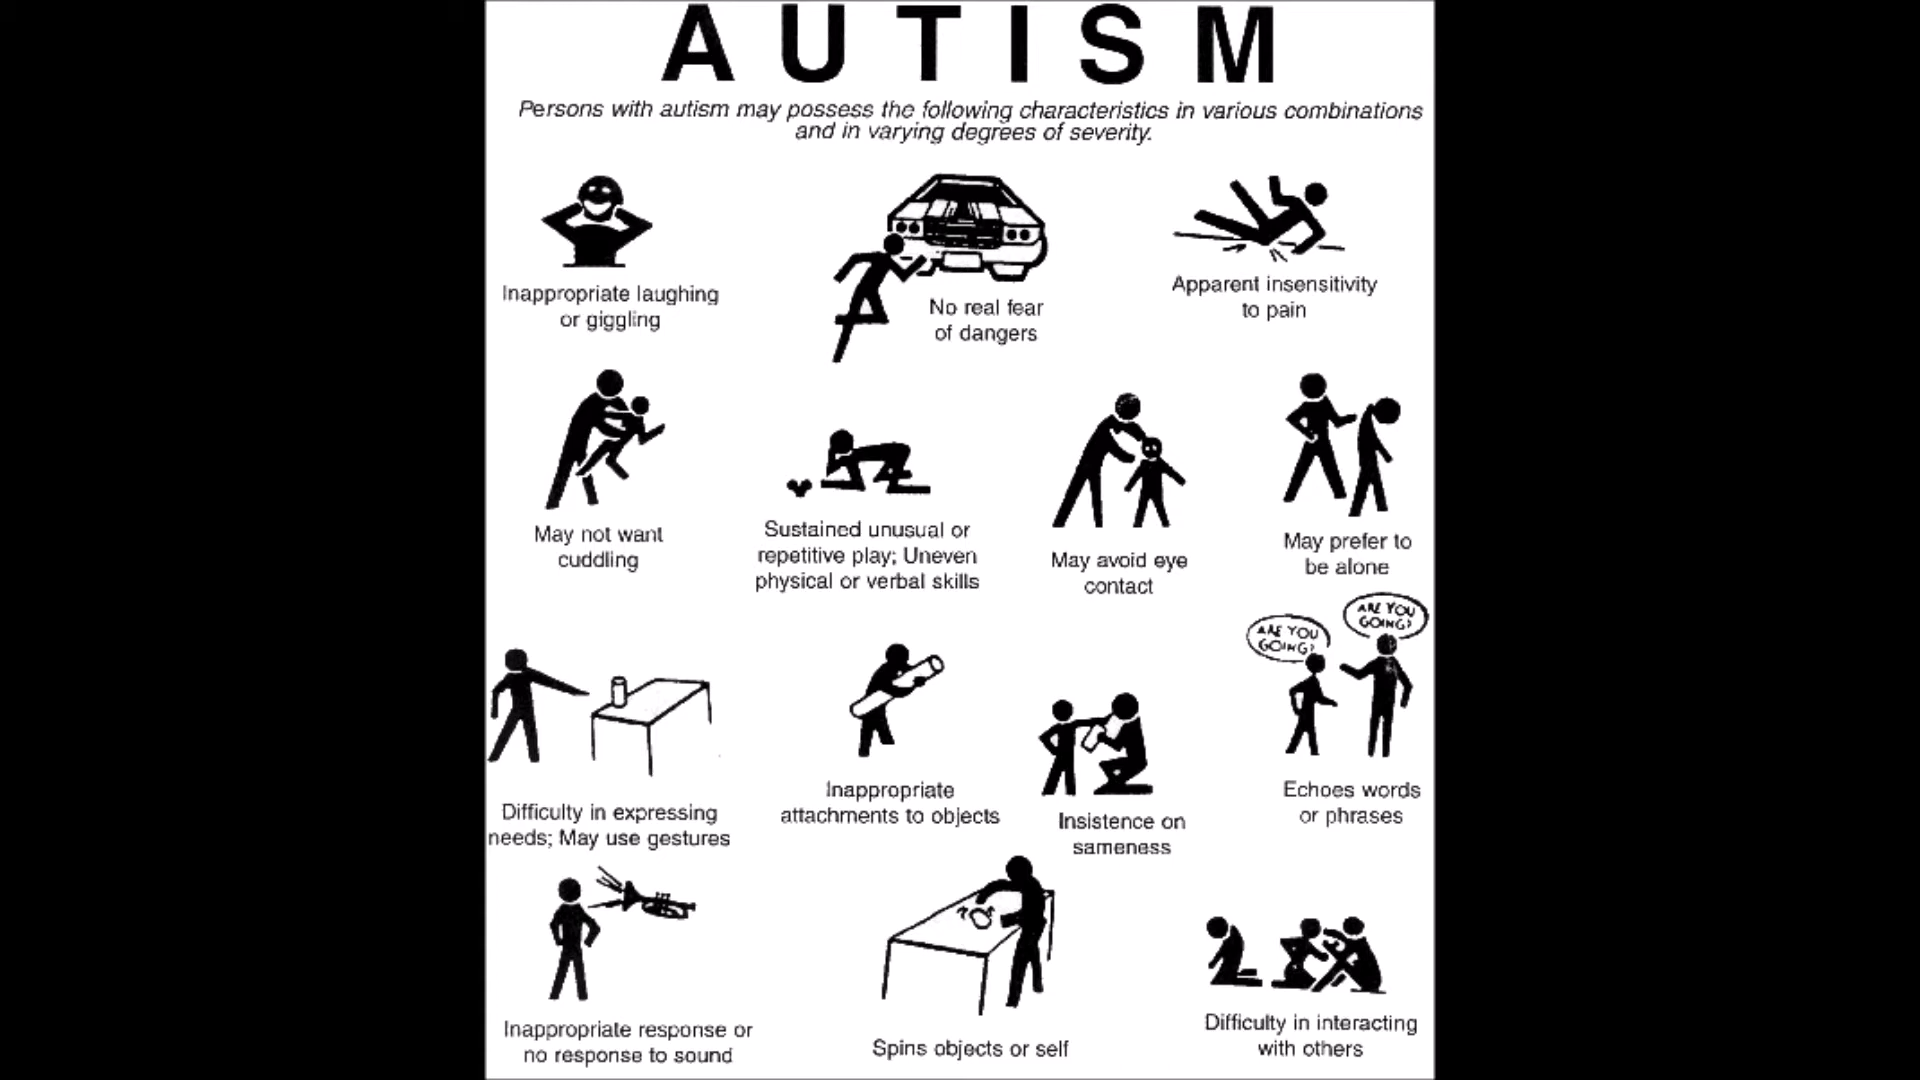 AUTISM
Persons with autism may possess the following characteristics in various combinations
and in varying degrees of severity.
Inappropriate laughing
or giggling
No real fear
of dangers
Apparent insensitivity
to pain
May not want
cuddling
Sustained unusual or
repetitive play; Uneven
physical or verbal skills
May avoid eye
contact
May prefer to
be alone
Difficulty in expressing
needs; May use gestures
Inappropriate
attachments to objects
Insistence on
sameness
ARE YOU
GOING?
ARE YOU
GOING?
Echoes words
or phrases
Inappropriate response or
no response to sound
Spins objects or self
Difficulty in interacting
with others